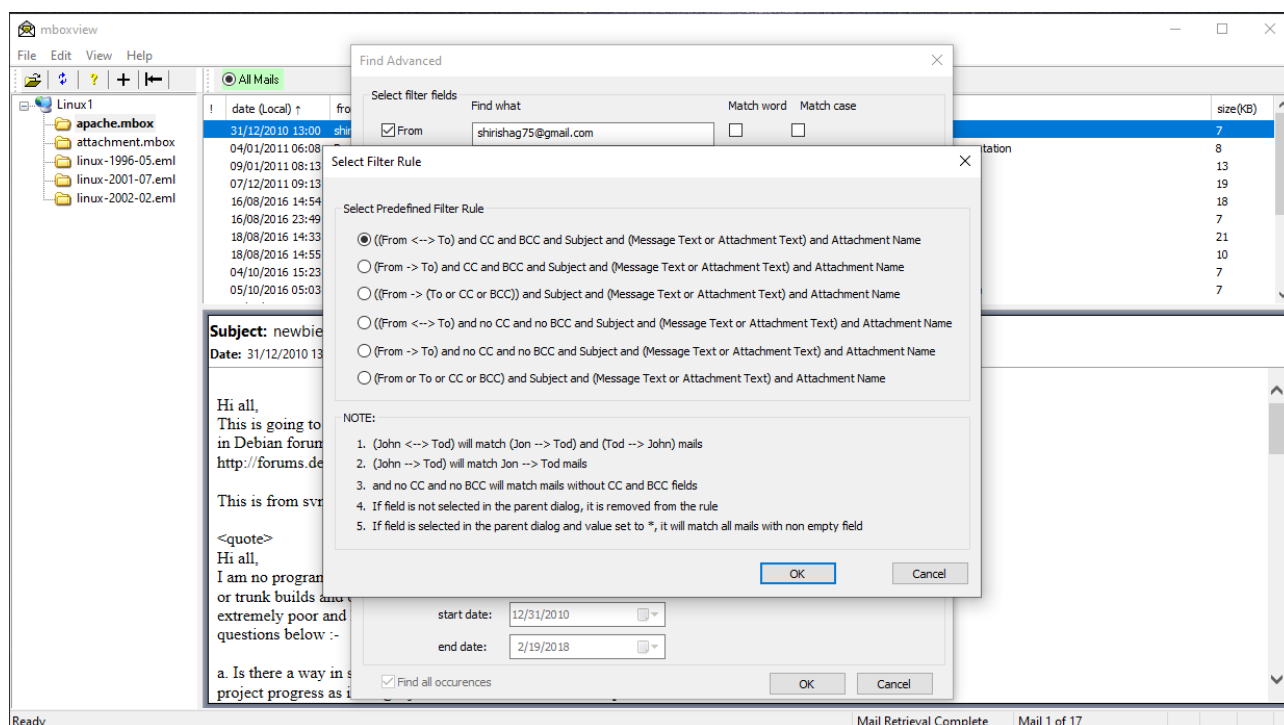 mboxview
File Edit View Help
All Mails
Linux1
apache.mbox
attachment.mbox
linux-1996-05.eml
linux-2001-07.eml
linux-2002-02.eml
! date (Local) ↑ fro size(KB)
31/12/2010 13:00 shir 7
04/01/2011 06:08 tation 8
09/01/2011 08:13 13
07/12/2011 09:13 19
16/08/2016 14:54 18
16/08/2016 23:49 7
18/08/2016 14:33 21
18/08/2016 14:55 10
04/10/2016 15:23 7
05/10/2016 05:03 7
Subject: newbie
Date: 31/12/2010 13
Hi all,
This is going to
in Debian forum
http://forums.de
This is from svn
<quote>
Hi all,
I am no program
or trunk builds and
extremely poor and
questions below :-
a. Is there a way in s
project progress as i
Find Advanced
Select filter fields
Find what Match word Match case
From shirishag75@gmail.com
Select Filter Rule
Select Predefined Filter Rule
((From <--> To) and CC and BCC and Subject and (Message Text or Attachment Text) and Attachment Name
(From -> To) and CC and BCC and Subject and (Message Text or Attachment Text) and Attachment Name
((From -> (To or CC or BCC)) and Subject and (Message Text or Attachment Text) and Attachment Name
((From <--> To) and no CC and no BCC and Subject and (Message Text or Attachment Text) and Attachment Name
(From -> To) and no CC and no BCC and Subject and (Message Text or Attachment Text) and Attachment Name
(From or To or CC or BCC) and Subject and (Message Text or Attachment Text) and Attachment Name
NOTE:
1. (John <--> Tod) will match (Jon --> Tod) and (Tod --> John) mails
2. (John --> Tod) will match Jon --> Tod mails
3. and no CC and no BCC will match mails without CC and BCC fields
4. If field is not selected in the parent dialog, it is removed from the rule
5. If field is selected in the parent dialog and value set to *, it will match all mails with non empty field
OK Cancel
start date: 12/31/2010
end date: 2/19/2018
Find all occurences
OK Cancel
Ready
Mail Retrieval Complete Mail 1 of 17